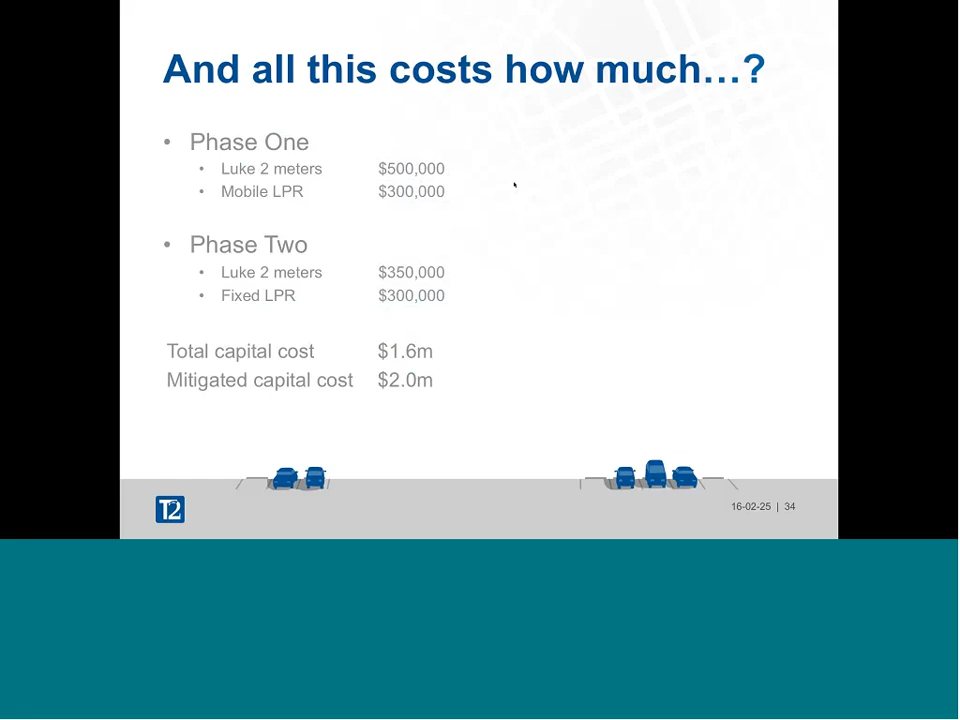 And all this costs how much…?
• Phase One
• Luke 2 meters $500,000
• Mobile LPR $300,000
• Phase Two
• Luke 2 meters $350,000
• Fixed LPR $300,000
Total capital cost $1.6m
Mitigated capital cost $2.0m
T2
16-02-25 | 34